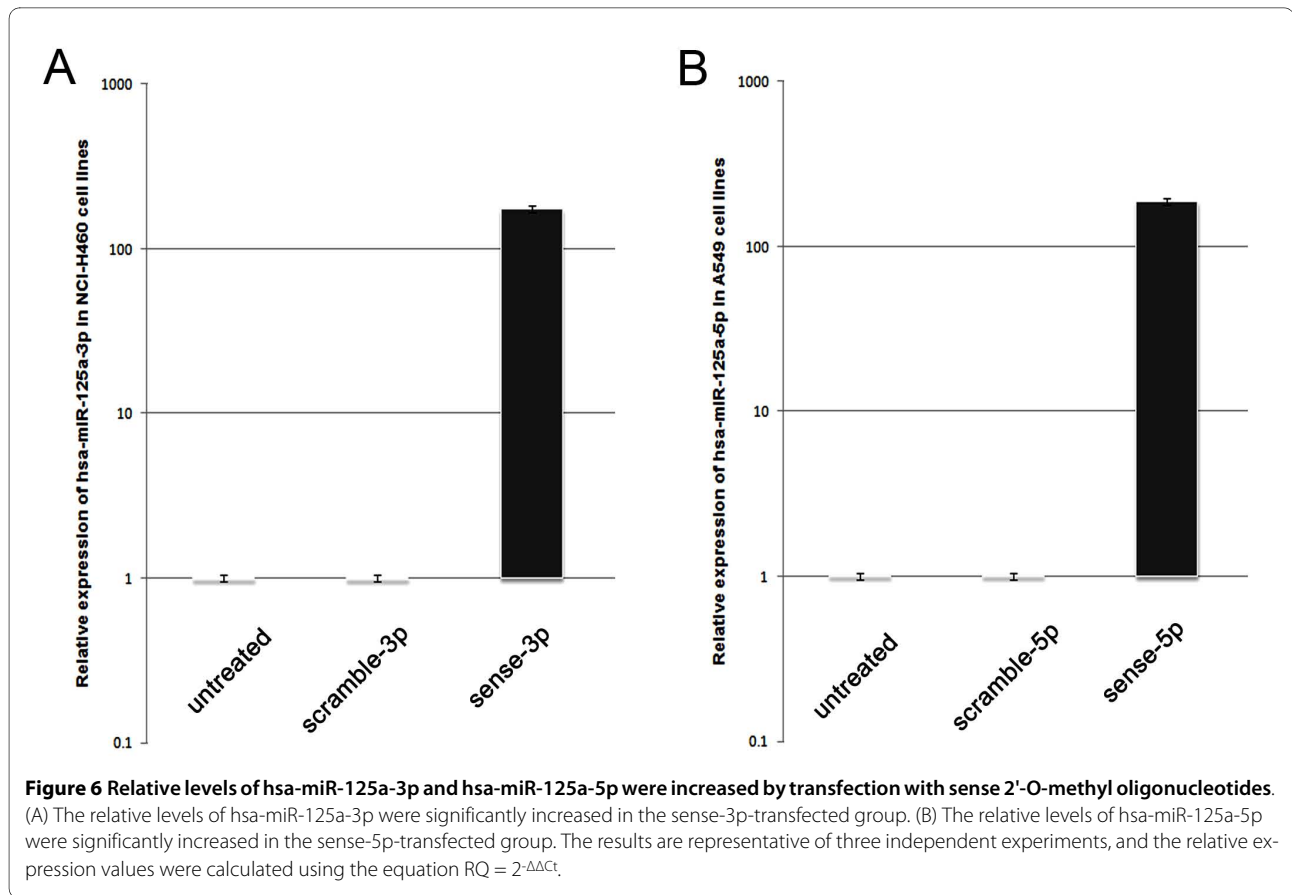 A
Relative expression of hsa-miR-125a-3p in NCI-H460 cell lines
1000
100
10
1
0.1
untreated
scramble-3p
sense-3p
B
Relative expression of hsa-miR-125a-5p in A549 cell lines
1000
100
10
1
0.1
untreated
scramble-5p
sense-5p
Figure 6 Relative levels of hsa-miR-125a-3p and hsa-miR-125a-5p were increased by transfection with sense 2'-O-methyl oligonucleotides.
(A) The relative levels of hsa-miR-125a-3p were significantly increased in the sense-3p-transfected group. (B) The relative levels of hsa-miR-125a-5p
were significantly increased in the sense-5p-transfected group. The results are representative of three independent experiments, and the relative ex-
pression values were calculated using the equation RQ = 2-ΔΔCt.